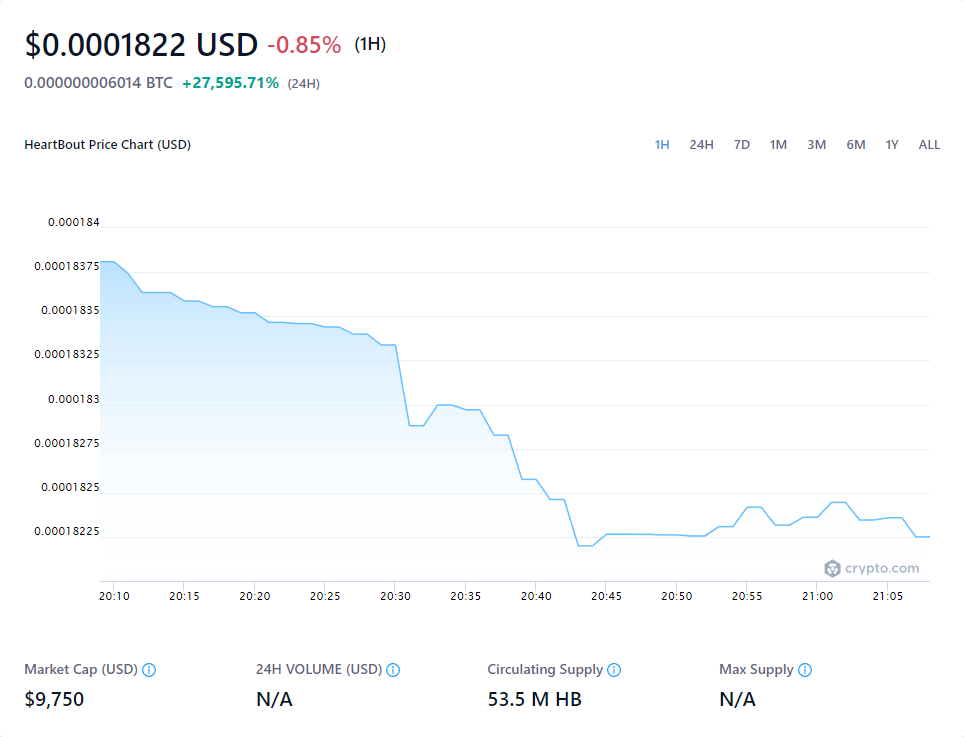 $0.0001822 USD -0.85% (1H)
0.000000006014 BTC +27,595.71% (24H)
HeartBout Price Chart (USD) 1H 24H 7D 1M 3M 6M 1Y ALL
0.000184
0.00018375
0.0001835
0.00018325
0.000183
0.00018275
0.0001825
0.00018225
crypto.com
20:10 20:15 20:20 20:25 20:30 20:35 20:40 20:45 20:50 20:55 21:00 21:05
Market Cap (USD) 24H VOLUME (USD) Circulating Supply Max Supply
$9,750 N/A 53.5 M HB N/A